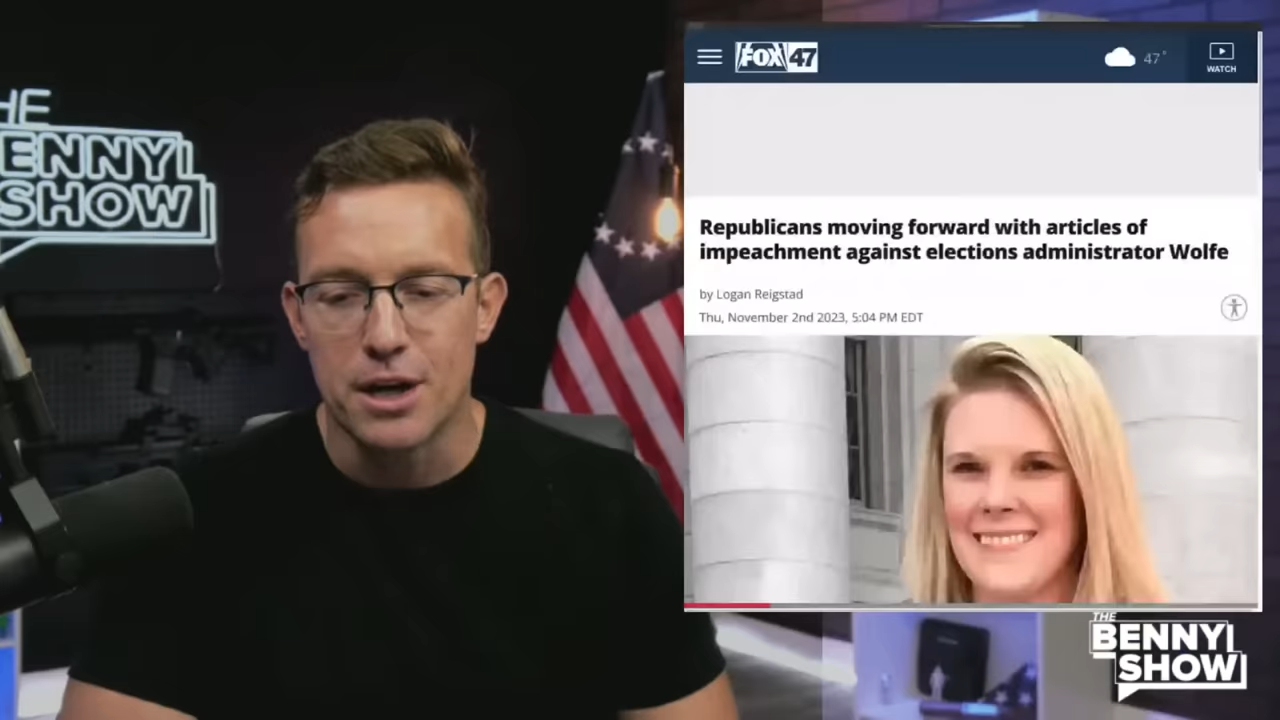 THE
BENNY
SHOW
FOX 47
47°
WATCH
Republicans moving forward with articles of
impeachment against elections administrator Wolfe
by Logan Reigstad
Thu, November 2nd 2023, 5:04 PM EDT
THE
BENNY
SHOW